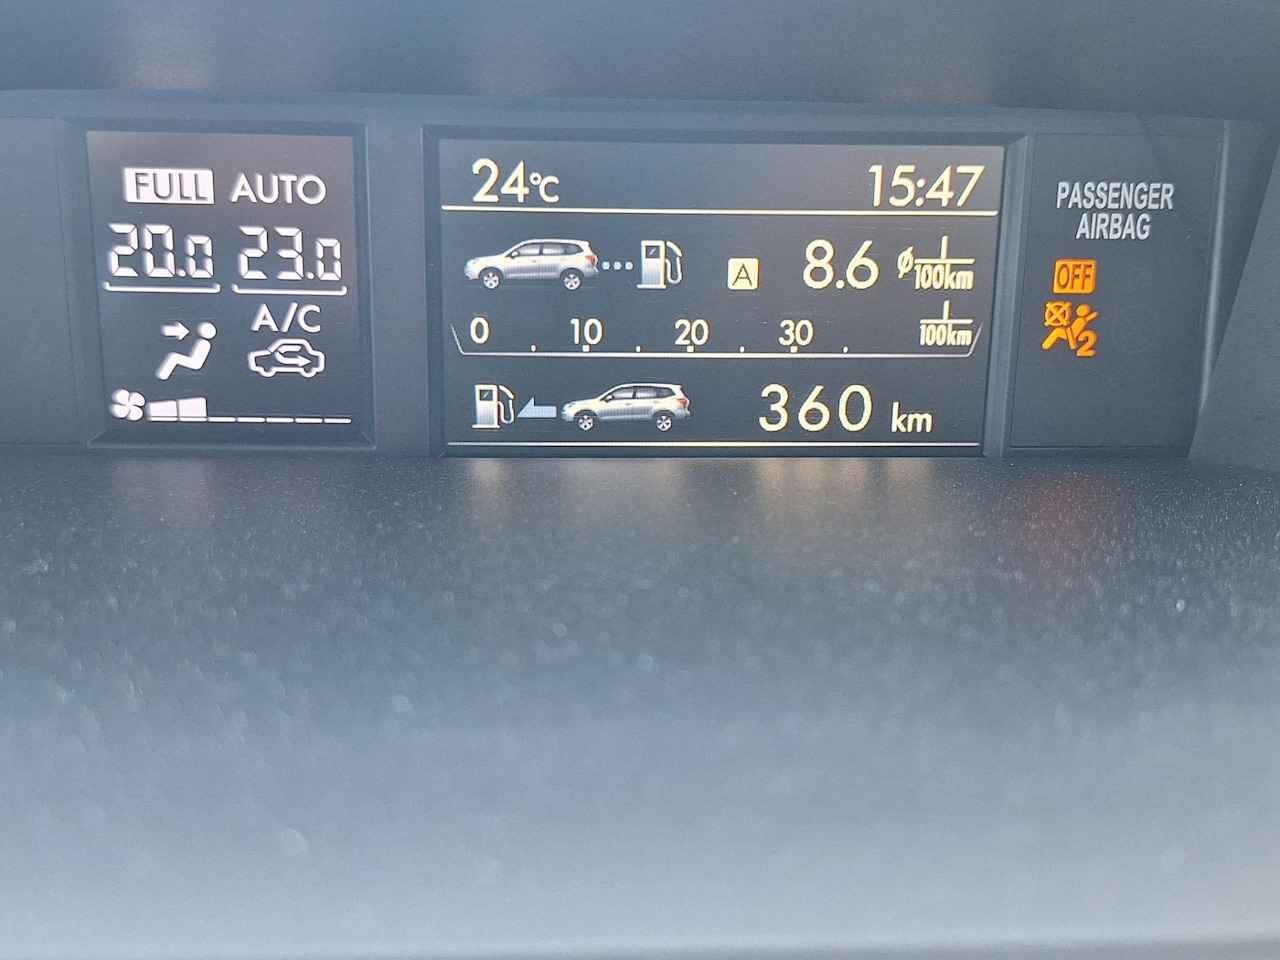 FULL AUTO
20.0 23.0
A/C
24°C 15:47
A 8.6 ø L/100km
0 10 20 30 L/100km
360 km
PASSENGER
AIRBAG
OFF
2